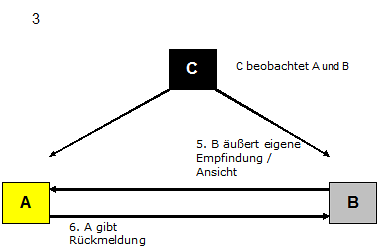 3
C
C beobachtet A und B
5. B äußert eigene
Empfindung /
Ansicht
A
B
6. A gibt
Rückmeldung